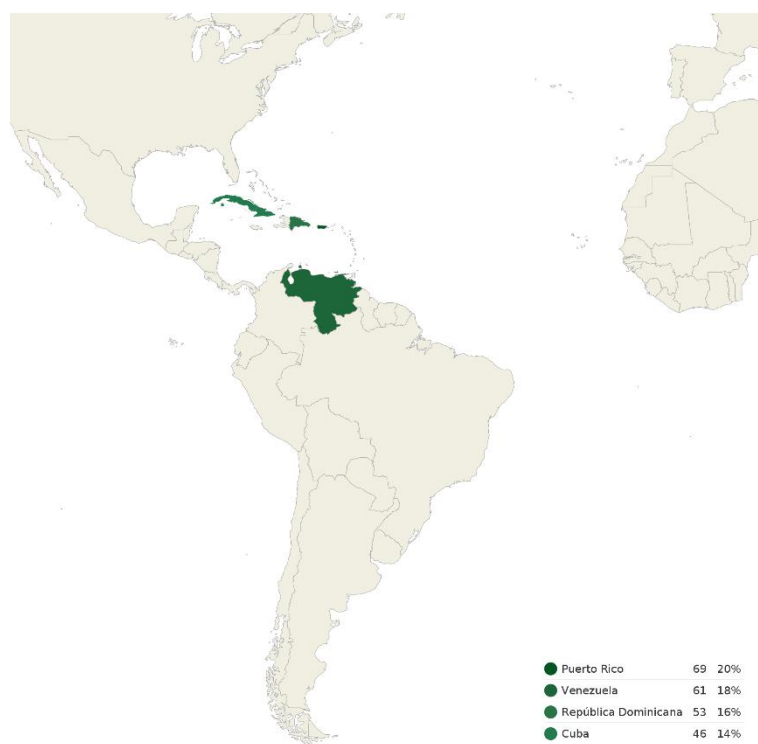 Puerto Rico 69 20%
Venezuela 61 18%
República Dominicana 53 16%
Cuba 46 14%